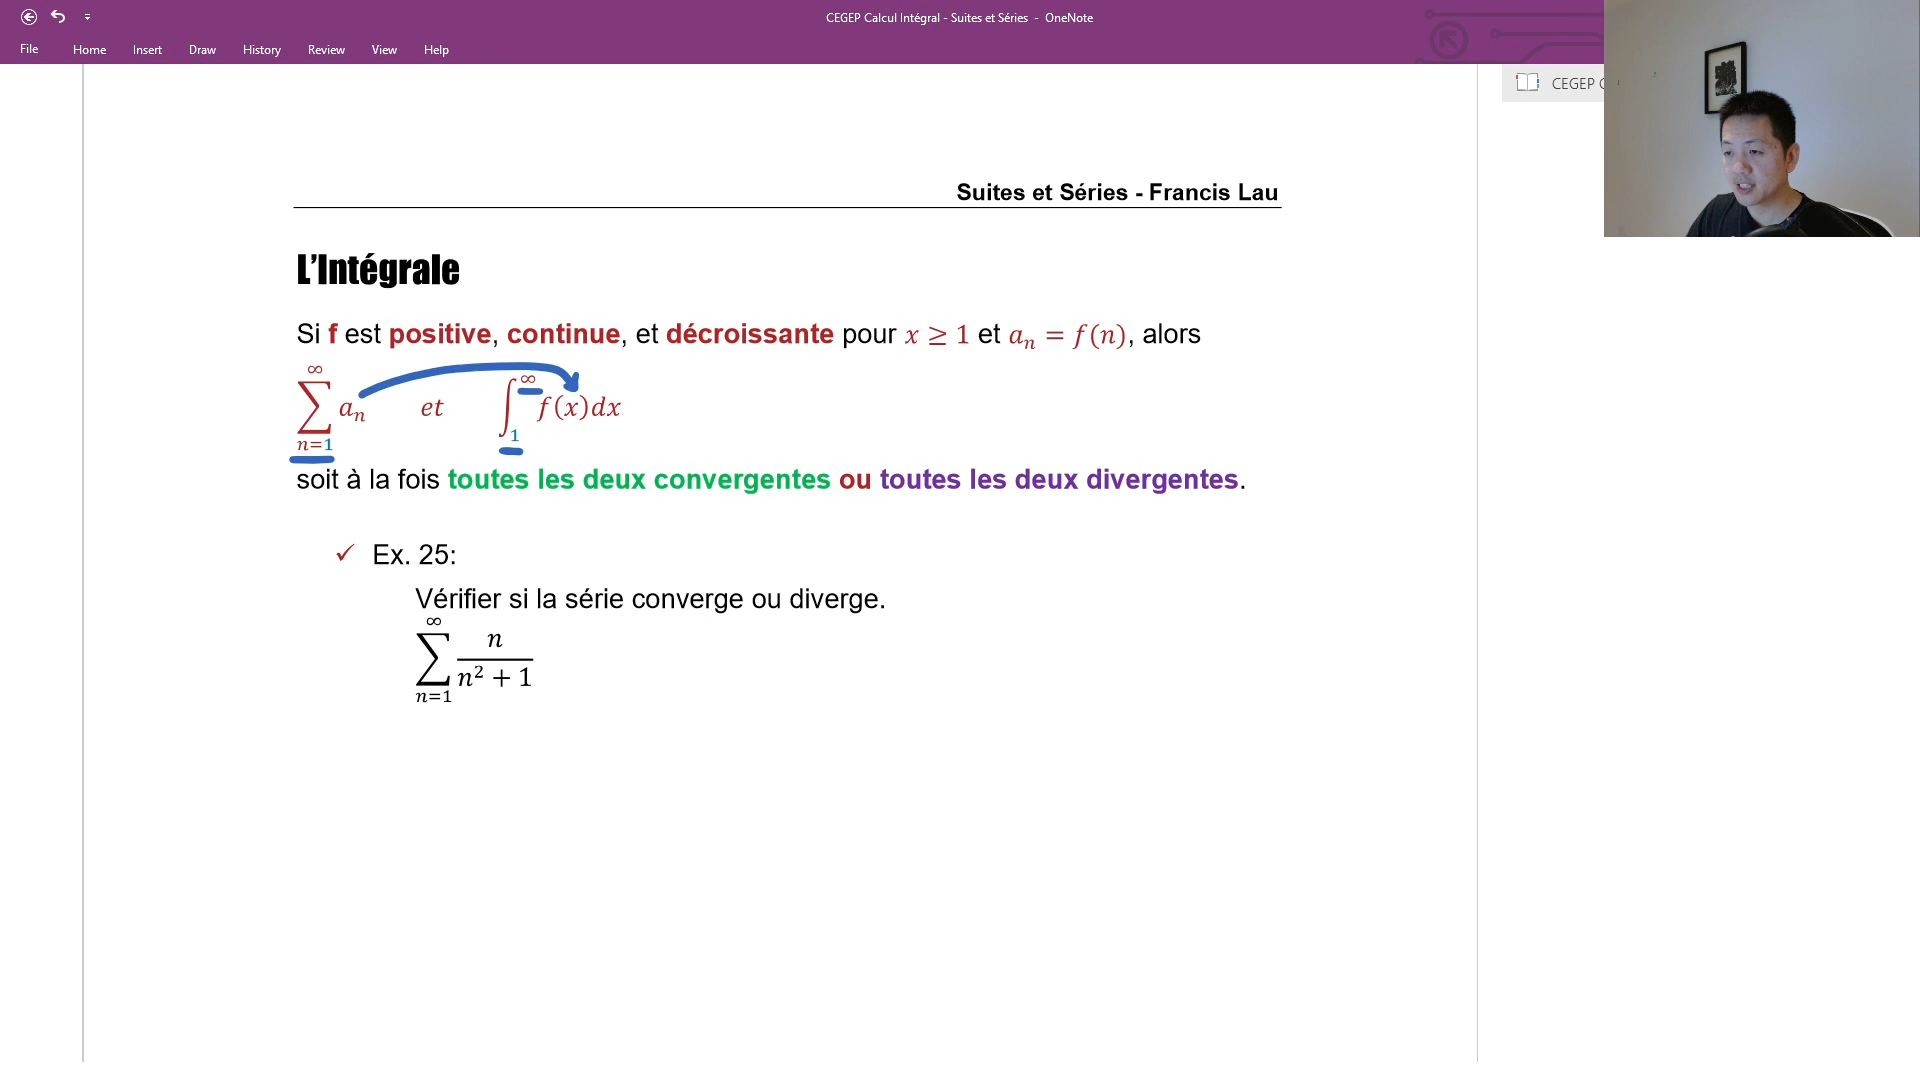 CEGEP Calcul Intégral - Suites et Séries - OneNote
File Home Insert Draw History Review View Help
CEGEP
Suites et Séries - Francis Lau
L'Intégrale
Si f est positive, continue, et décroissante pour x ≥ 1 et aₙ = f(n), alors
∑_{n=1}^{∞} aₙ et ∫_{1}^{∞} f(x)dx
soit à la fois toutes les deux convergentes ou toutes les deux divergentes.
✓ Ex. 25:
Vérifier si la série converge ou diverge.
∑_{n=1}^{∞} n/(n² + 1)